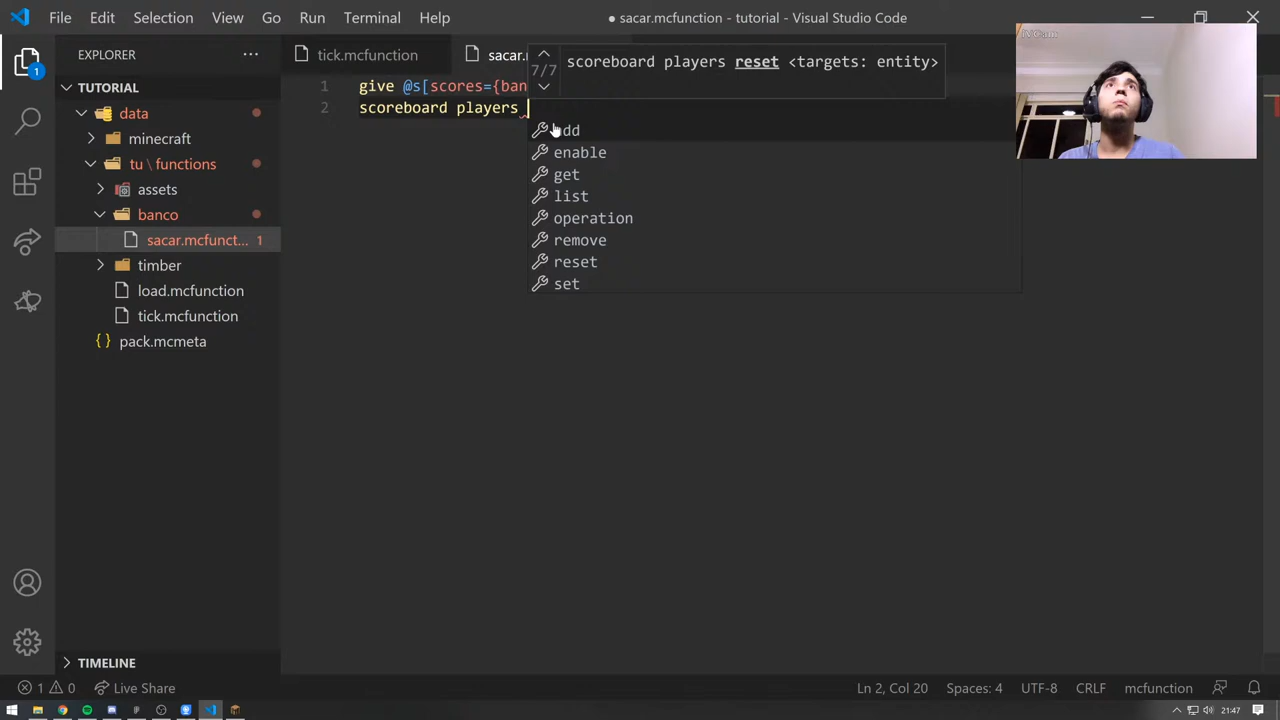 File Edit Selection View Go Run Terminal Help
● sacar.mcfunction - tutorial - Visual Studio Code
iVCam
EXPLORER
1
TUTORIAL
data
minecraft
tu \ functions
assets
banco
sacar.mcfunct... 1
timber
load.mcfunction
tick.mcfunction
{ } pack.mcmeta
TIMELINE
tick.mcfunction
sacar.
7/7
scoreboard players reset <targets: entity>
1 give @s[scores={ban
2 scoreboard players
add
enable
get
list
operation
remove
reset
set
1 0 Live Share
Ln 2, Col 20 Spaces: 4 UTF-8 CRLF mcfunction
21:47